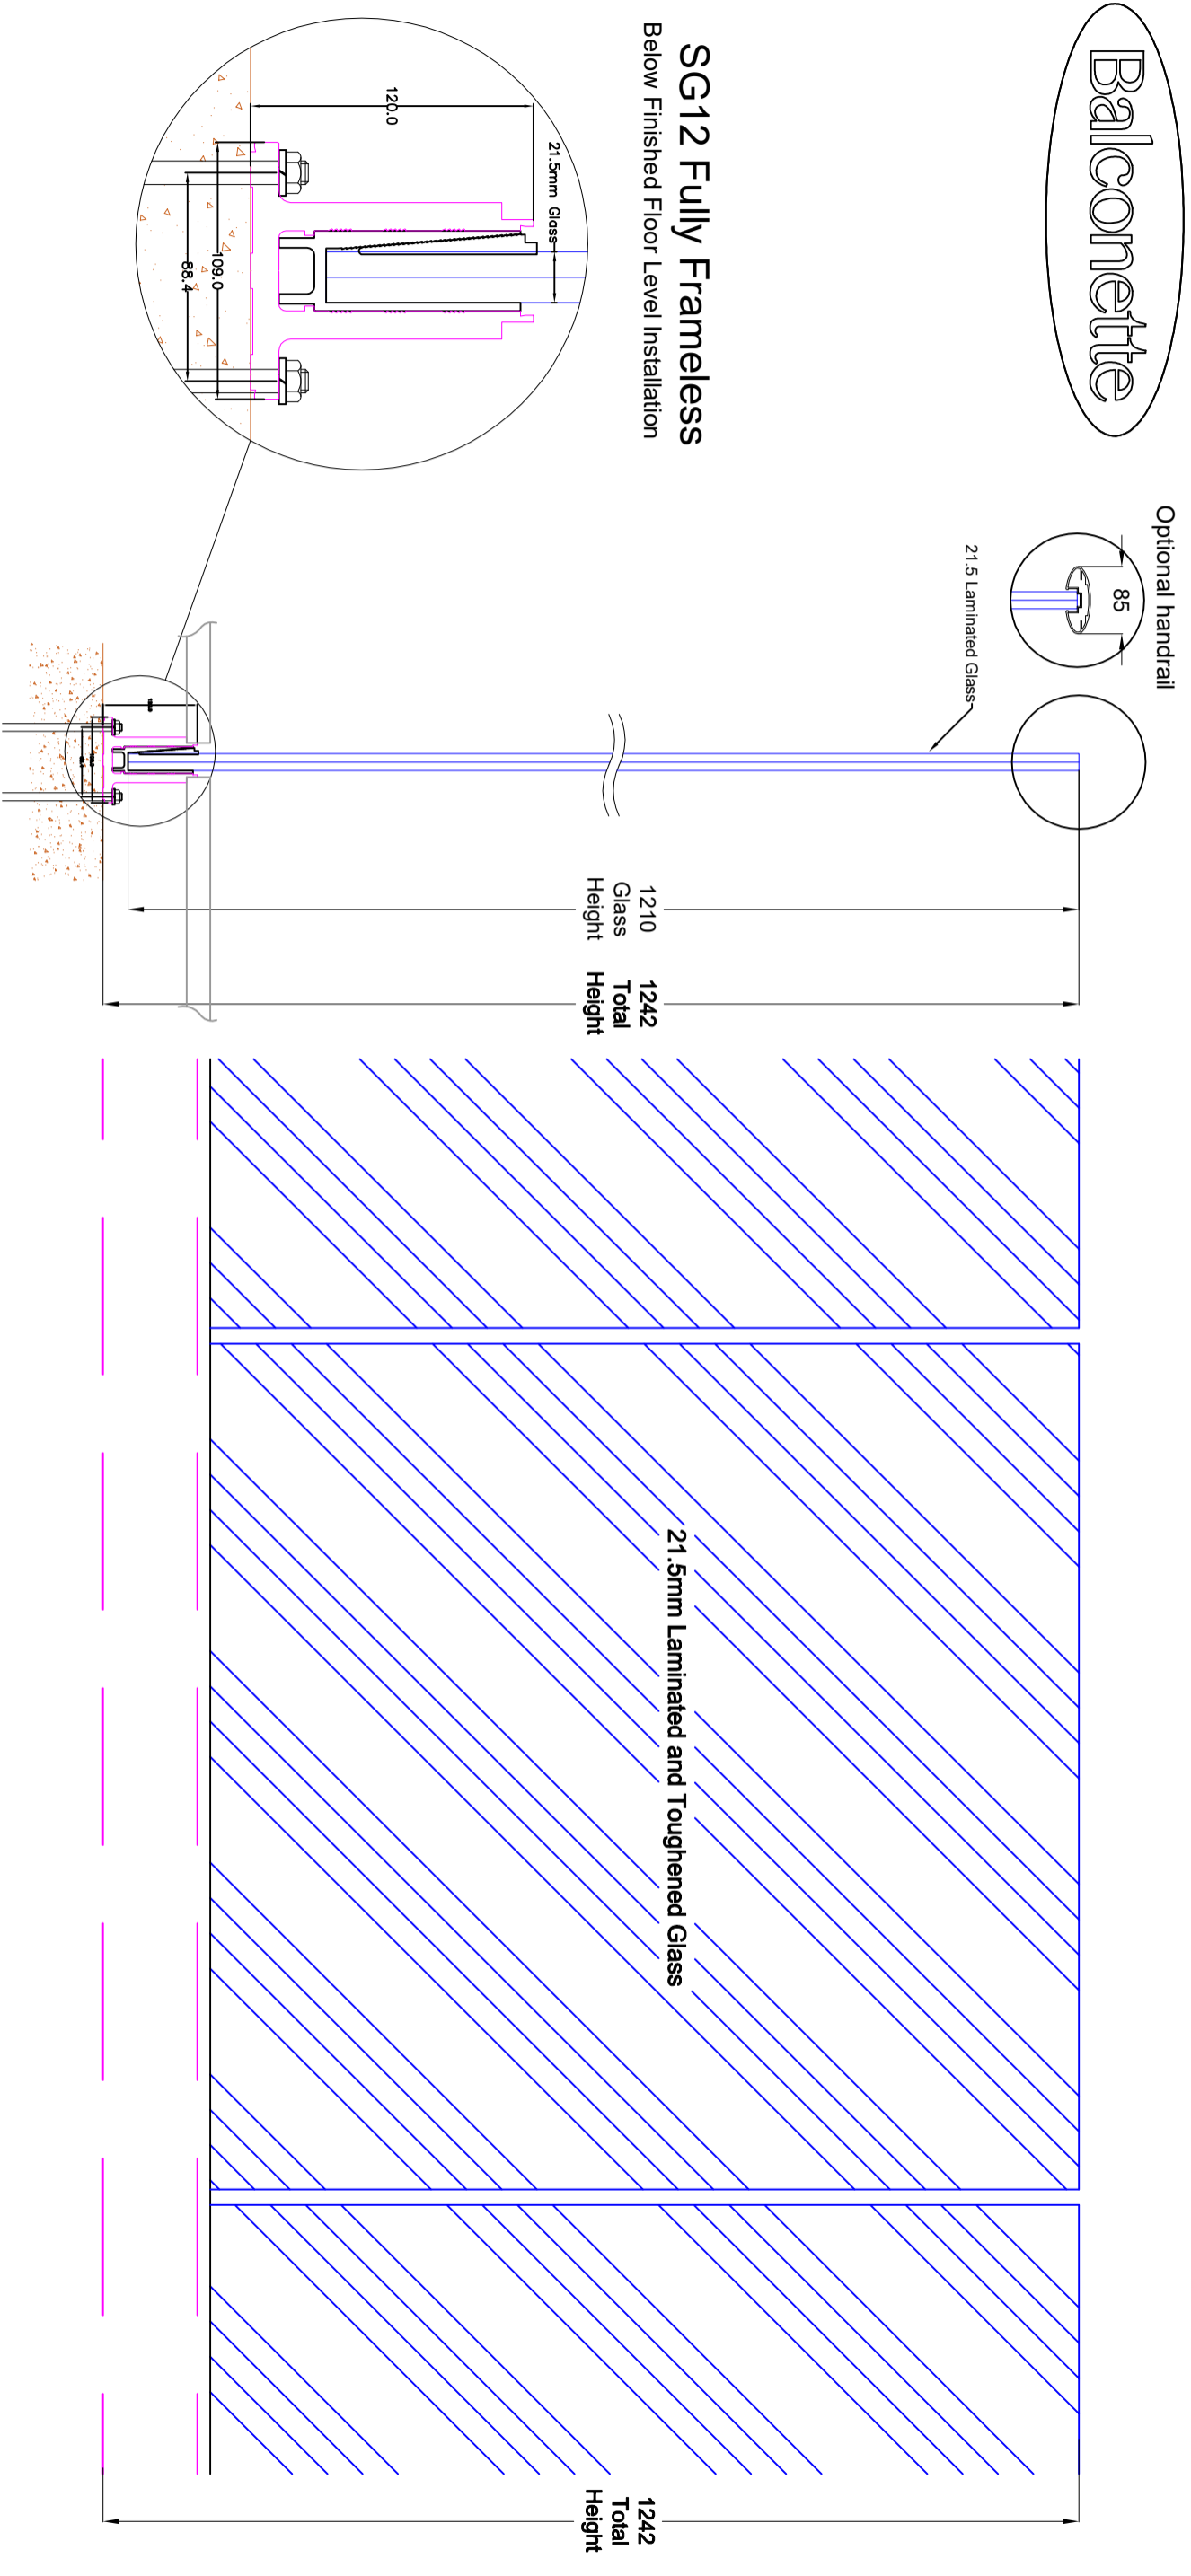 Balconette
Optional handrail
85
21.5 Laminated Glass
SG12 Fully Frameless
Below Finished Floor Level Installation
21.5mm Glass
120.0
109.0
88.4
1210
Glass
Height
1242
Total
Height
21.5mm Laminated and Toughened Glass
1242
Total
Height